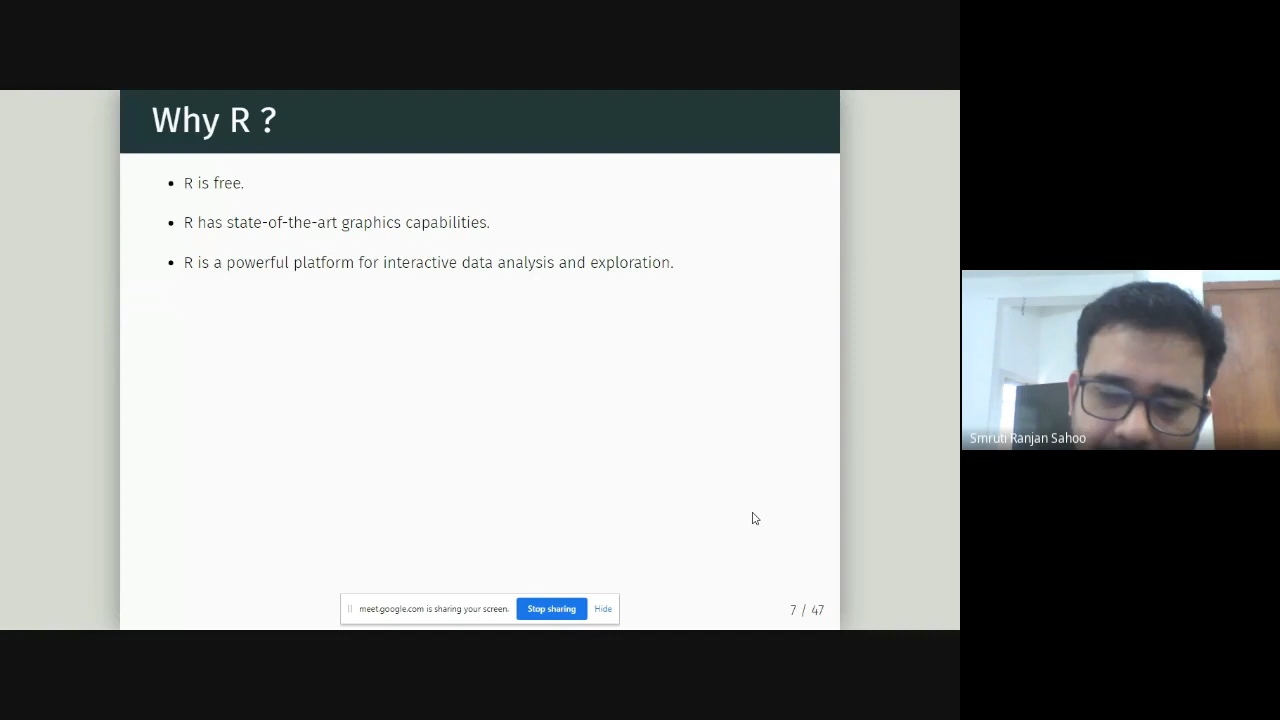 Why R ?
• R is free.
• R has state-of-the-art graphics capabilities.
• R is a powerful platform for interactive data analysis and exploration.
Smruti Ranjan Sahoo
meet.google.com is sharing your screen.
Stop sharing
Hide
7 / 47